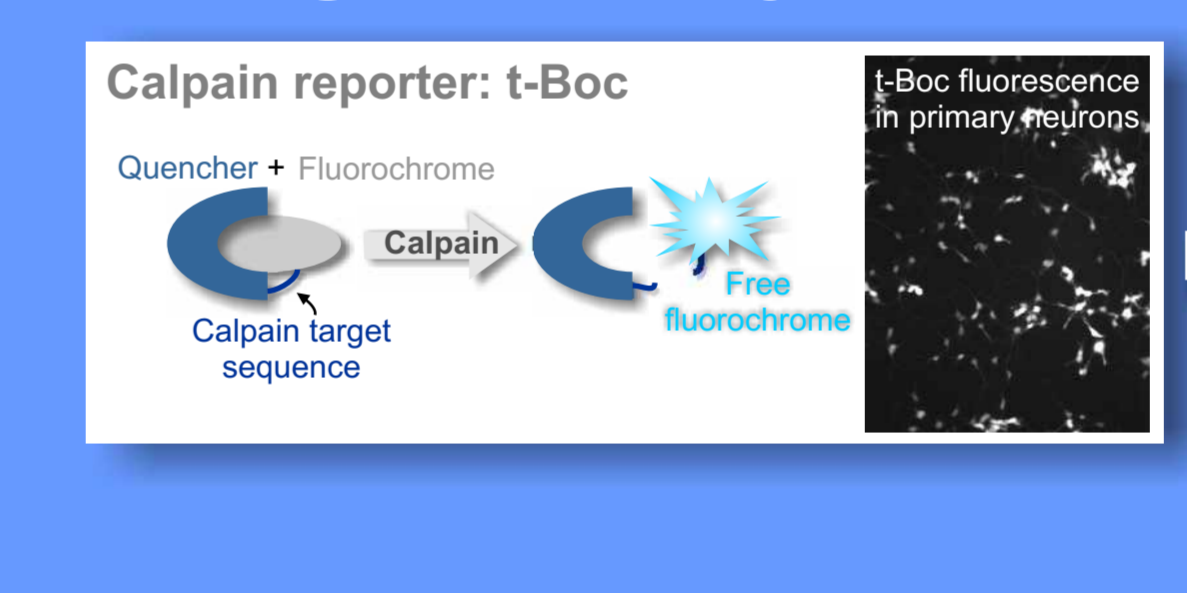 Calpain reporter: t-Boc
Quencher + Fluorochrome
Calpain
Calpain target
sequence
Free
fluorochrome
t-Boc fluorescence
in primary neurons